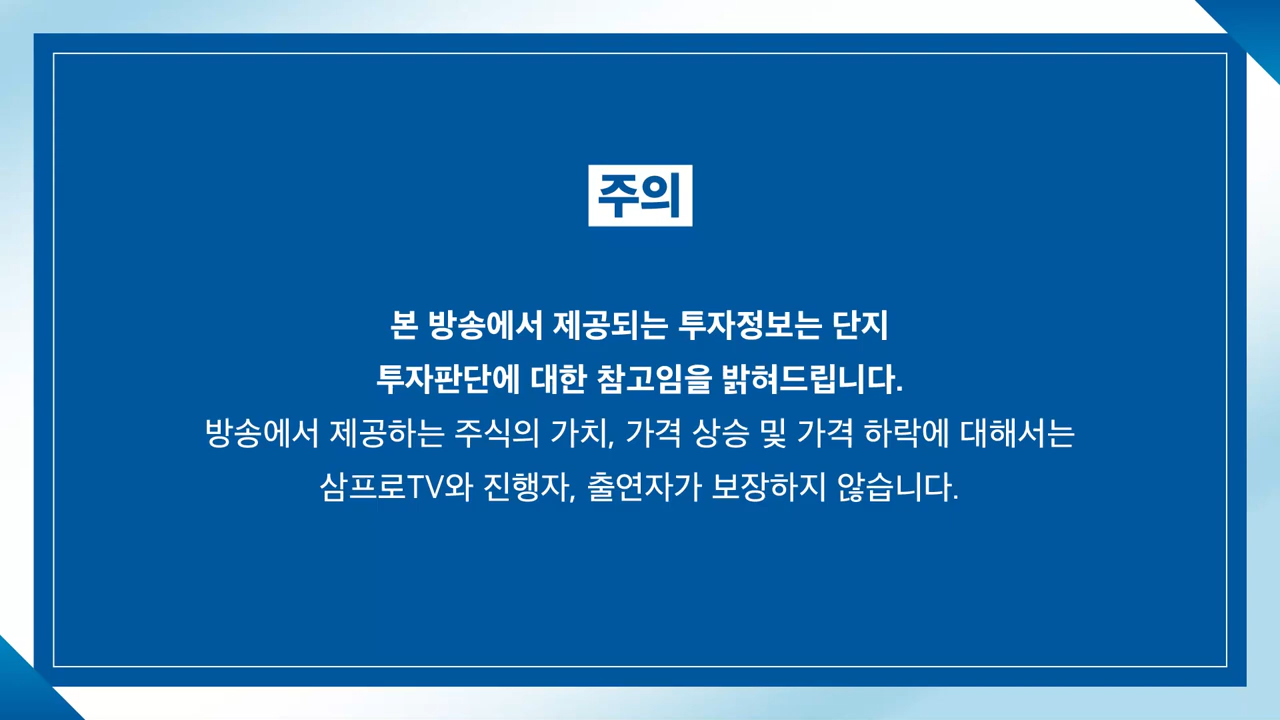 주의
본 방송에서 제공되는 투자정보는 단지
투자판단에 대한 참고임을 밝혀드립니다.
방송에서 제공하는 주식의 가치, 가격 상승 및 가격 하락에 대해서는
삼프로TV와 진행자, 출연자가 보장하지 않습니다.